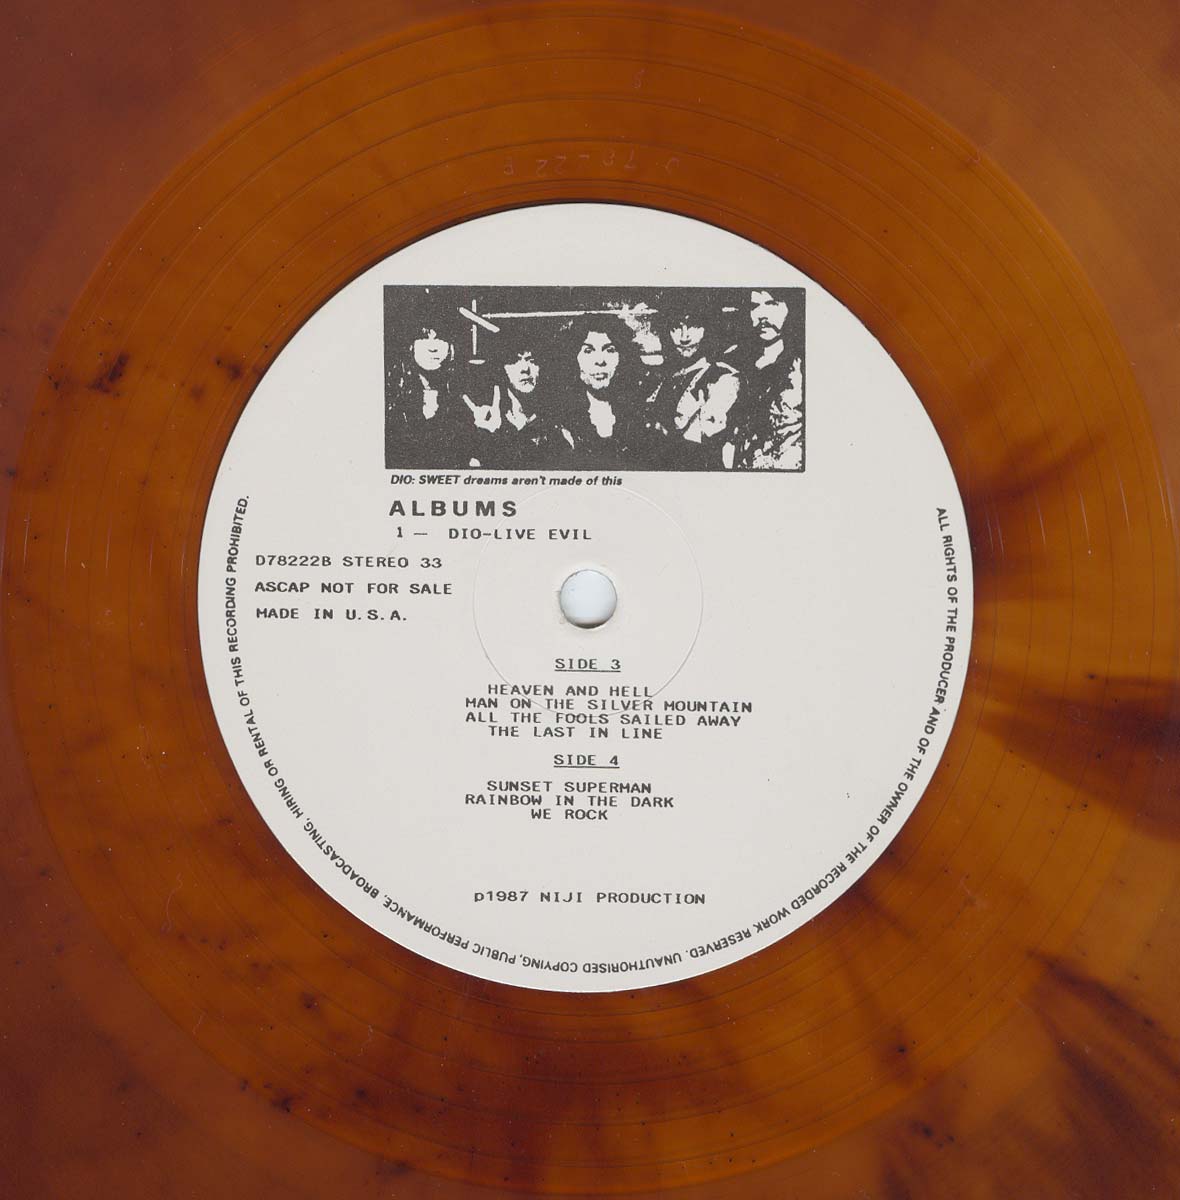 DIO: SWEET dreams aren't made of this
ALBUMS
1 — DIO-LIVE EVIL
D78222B STEREO 33
ASCAP NOT FOR SALE
MADE IN U.S.A.
SIDE 3
HEAVEN AND HELL
MAN ON THE SILVER MOUNTAIN
ALL THE FOOLS SAILED AWAY
THE LAST IN LINE
SIDE 4
SUNSET SUPERMAN
RAINBOW IN THE DARK
WE ROCK
p1987 NIJI PRODUCTION
ALL RIGHTS OF THE PRODUCER AND OF THE OWNER OF THE RECORDED WORK RESERVED. UNAUTHORISED COPYING, PUBLIC PERFORMANCE, BROADCASTING, HIRING OR RENTAL OF THIS RECORDING PROHIBITED.